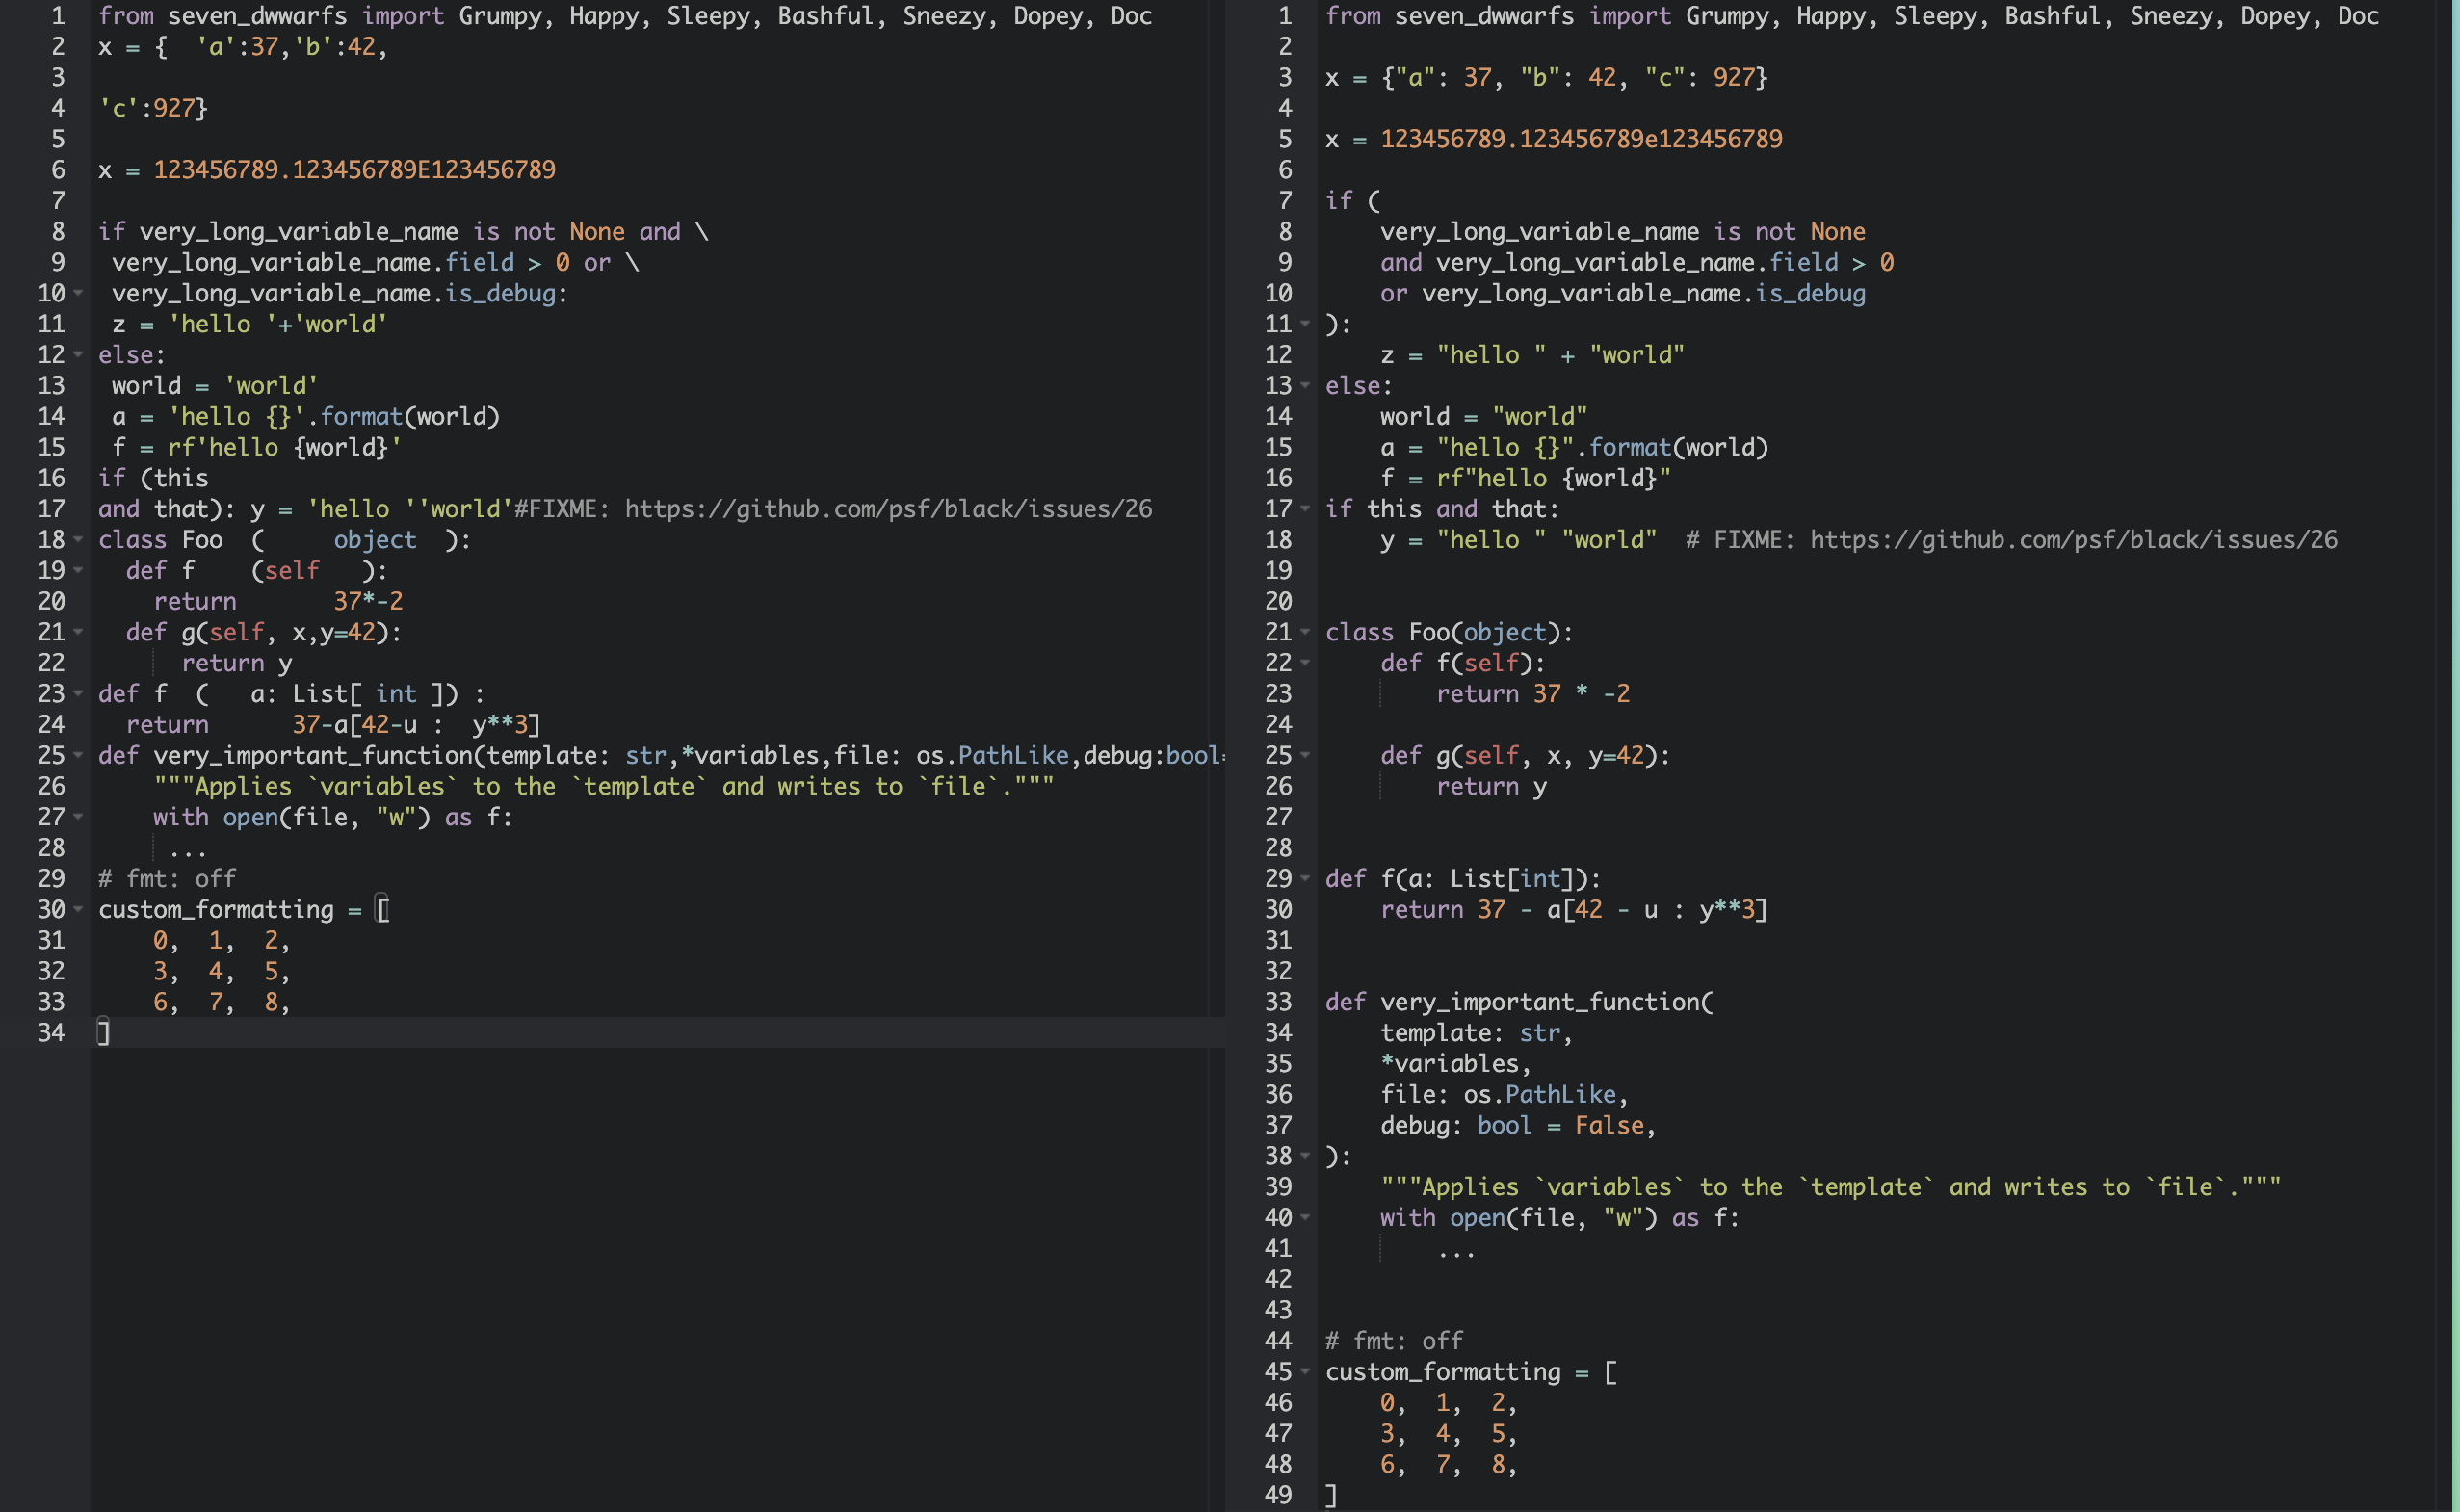 1 from seven_dwwarfs import Grumpy, Happy, Sleepy, Bashful, Sneezy, Dopey, Doc
2 x = {  'a':37,'b':42,
3
4 'c':927}
5
6 x = 123456789.123456789E123456789
7
8 if very_long_variable_name is not None and \
9  very_long_variable_name.field > 0 or \
10  very_long_variable_name.is_debug:
11  z = 'hello '+'world'
12 else:
13  world = 'world'
14  a = 'hello {}'.format(world)
15  f = rf'hello {world}'
16 if (this
17 and that): y = 'hello ''world'#FIXME: https://github.com/psf/black/issues/26
18 class Foo  (     object  ):
19   def f    (self   ):
20     return       37*-2
21   def g(self, x,y=42):
22       return y
23 def f  (   a: List[ int ]) :
24   return      37-a[42-u :  y**3]
25 def very_important_function(template: str,*variables,file: os.PathLike,debug:bool=
26     """Applies `variables` to the `template` and writes to `file`."""
27     with open(file, "w") as f:
28      ...
29 # fmt: off
30 custom_formatting = [
31     0,  1,  2,
32     3,  4,  5,
33     6,  7,  8,
34 ]
1 from seven_dwwarfs import Grumpy, Happy, Sleepy, Bashful, Sneezy, Dopey, Doc
2
3 x = {"a": 37, "b": 42, "c": 927}
4
5 x = 123456789.123456789e123456789
6
7 if (
8     very_long_variable_name is not None
9     and very_long_variable_name.field > 0
10     or very_long_variable_name.is_debug
11 ):
12     z = "hello " + "world"
13 else:
14     world = "world"
15     a = "hello {}".format(world)
16     f = rf"hello {world}"
17 if this and that:
18     y = "hello " "world"  # FIXME: https://github.com/psf/black/issues/26
19
20
21 class Foo(object):
22     def f(self):
23         return 37 * -2
24
25     def g(self, x, y=42):
26         return y
27
28
29 def f(a: List[int]):
30     return 37 - a[42 - u : y**3]
31
32
33 def very_important_function(
34     template: str,
35     *variables,
36     file: os.PathLike,
37     debug: bool = False,
38 ):
39     """Applies `variables` to the `template` and writes to `file`."""
40     with open(file, "w") as f:
41         ...
42
43
44 # fmt: off
45 custom_formatting = [
46     0,  1,  2,
47     3,  4,  5,
48     6,  7,  8,
49 ]